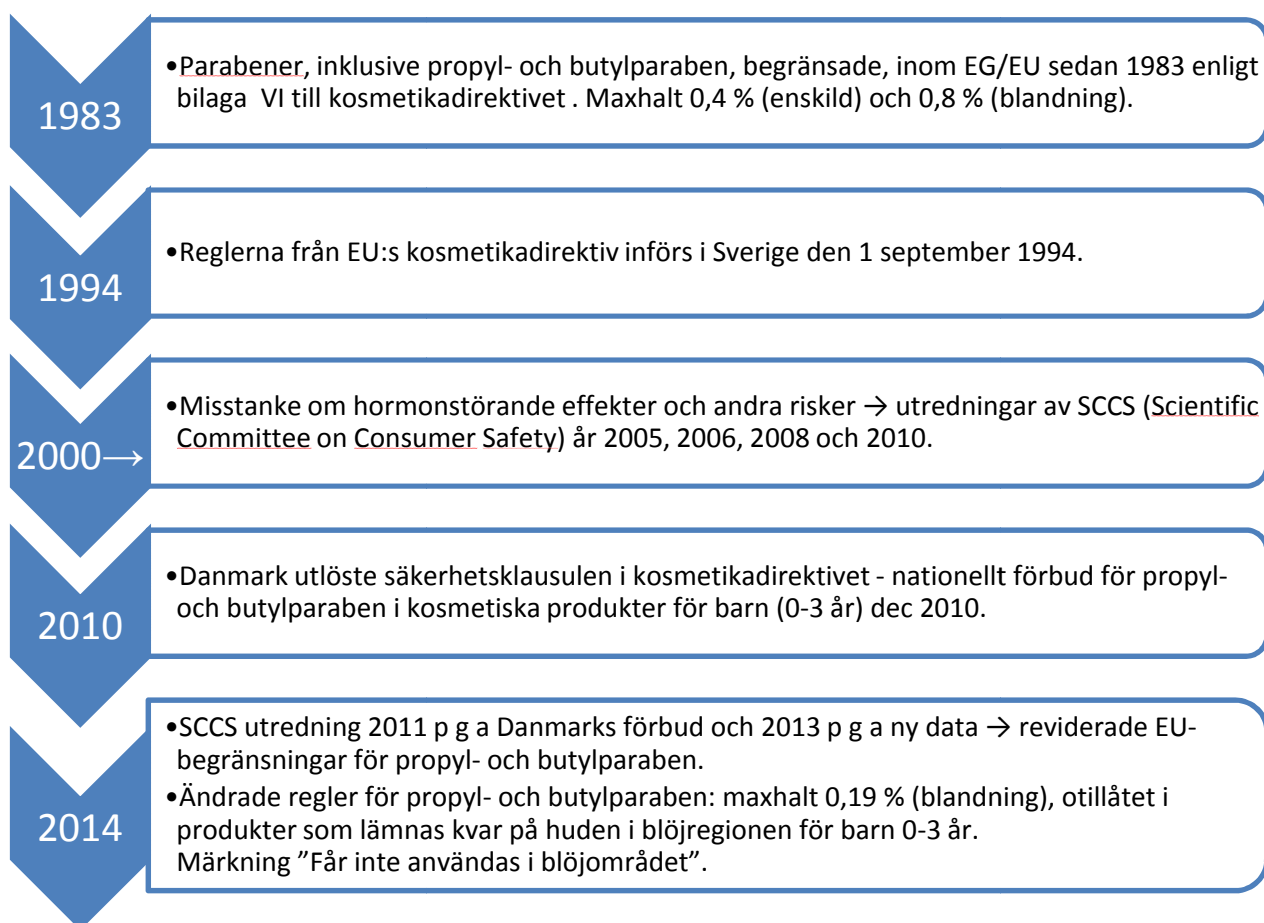 1983
•Parabener, inklusive propyl- och butylparaben, begränsade, inom EG/EU sedan 1983 enligt
bilaga  VI till kosmetikadirektivet . Maxhalt 0,4 % (enskild) och 0,8 % (blandning).
1994
•Reglerna från EU:s kosmetikadirektiv införs i Sverige den 1 september 1994.
2000→
•Misstanke om hormonstörande effekter och andra risker → utredningar av SCCS (Scientific
Committee on Consumer Safety) år 2005, 2006, 2008 och 2010.
2010
•Danmark utlöste säkerhetsklausulen i kosmetikadirektivet - nationellt förbud för propyl-
och butylparaben i kosmetiska produkter för barn (0-3 år) dec 2010.
2014
•SCCS utredning 2011 p g a Danmarks förbud och 2013 p g a ny data → reviderade EU-
begränsningar för propyl- och butylparaben.
•Ändrade regler för propyl- och butylparaben: maxhalt 0,19 % (blandning), otillåtet i
produkter som lämnas kvar på huden i blöjregionen för barn 0-3 år.
Märkning ”Får inte användas i blöjområdet”.